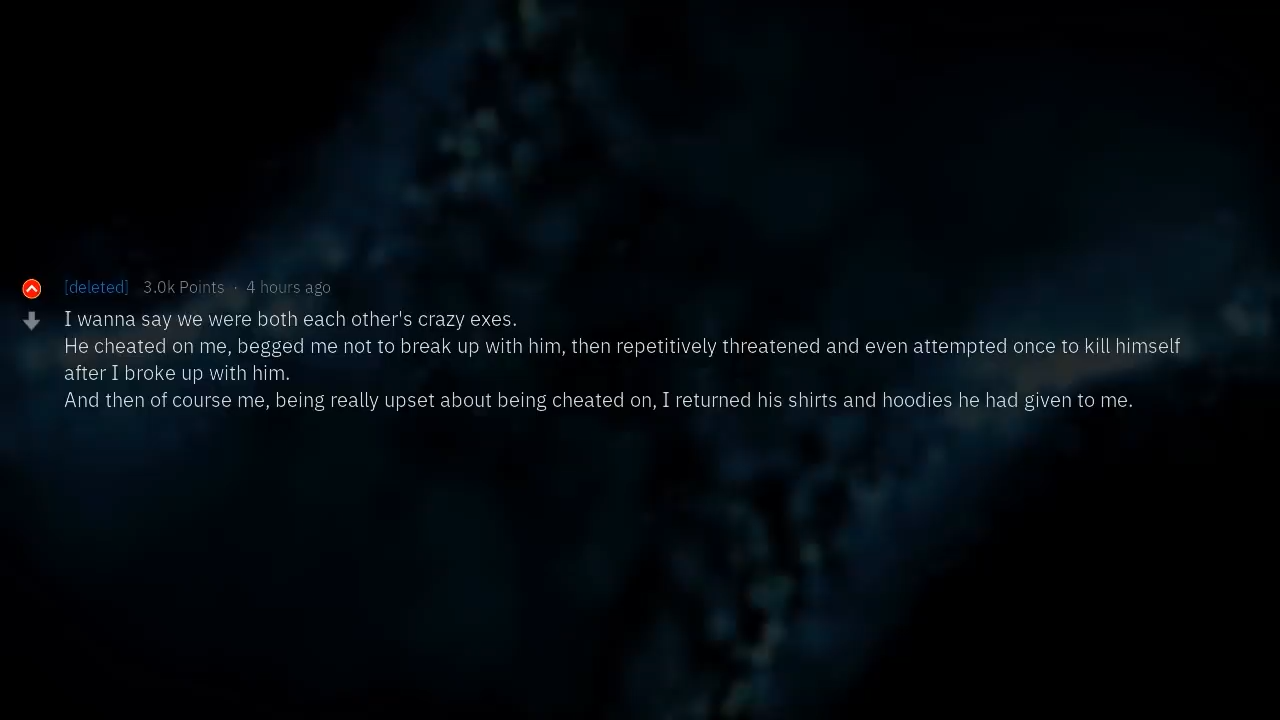 [deleted] 3.0k Points · 4 hours ago
I wanna say we were both each other's crazy exes.
He cheated on me, begged me not to break up with him, then repetitively threatened and even attempted once to kill himself
after I broke up with him.
And then of course me, being really upset about being cheated on, I returned his shirts and hoodies he had given to me.